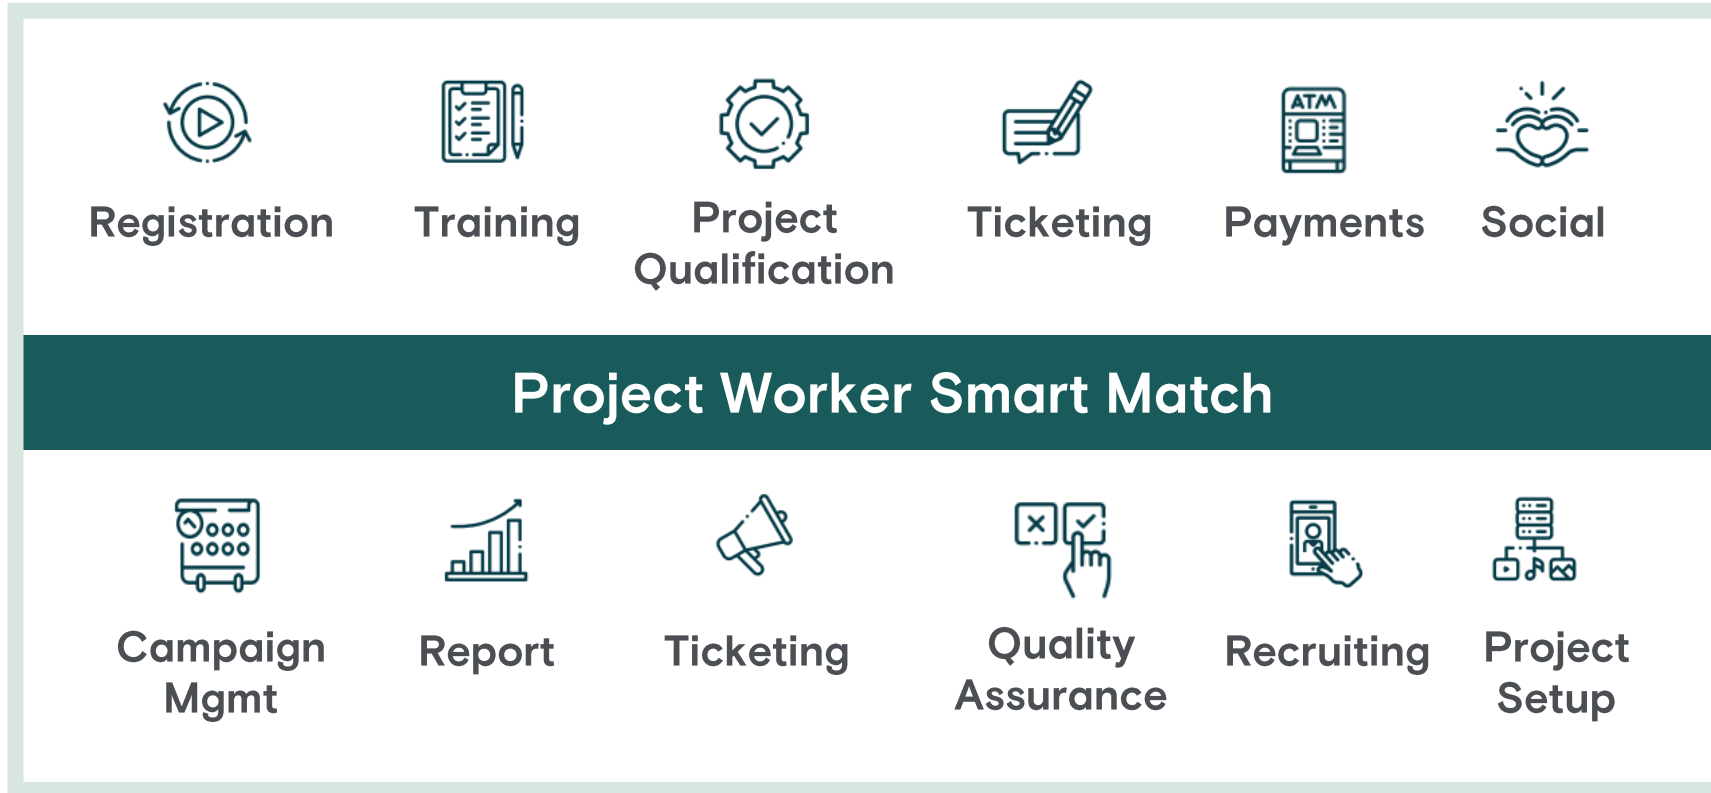 ATM
Registration
Training
Project
Qualification
Ticketing
Payments
Social
Project Worker Smart Match
Campaign
Mgmt
Report
Ticketing
Quality
Assurance
Recruiting
Project
Setup